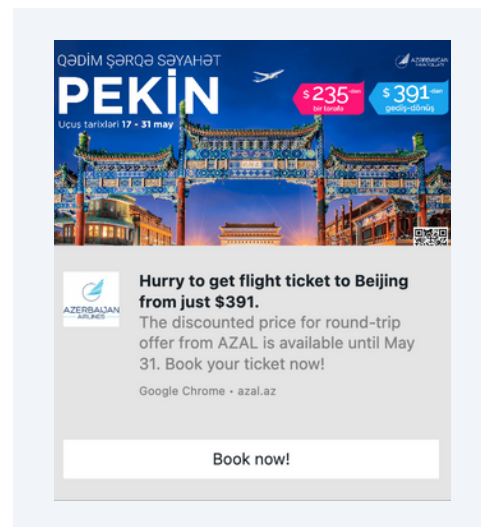 QƏDİM ŞƏRQƏ SƏYAHƏT
PEKİN
Uçuş tarixləri 17 - 31 may
$ 235-dən
bir tərəfə
$ 391-dən
gediş-dönüş
AZERBAIJAN
AIRLINES
Hurry to get flight ticket to Beijing
from just $391.
The discounted price for round-trip
offer from AZAL is available until May
31. Book your ticket now!
Google Chrome • azal.az
Book now!